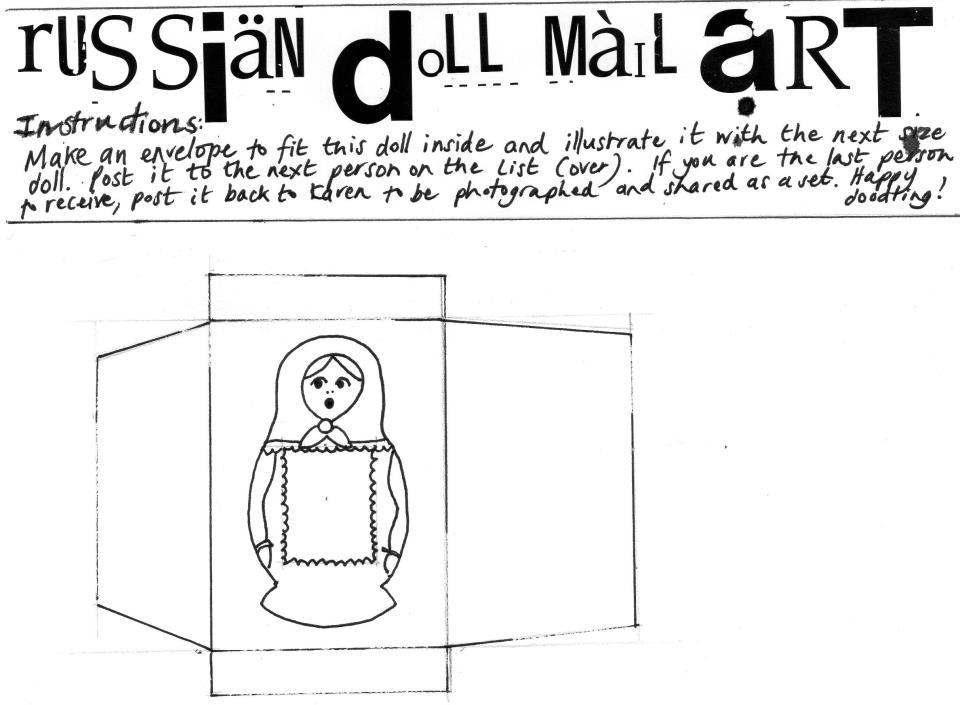 rUSSiäN dOLL MàIL aRT
Instructions:
Make an envelope to fit this doll inside and illustrate it with the next size
doll. Post it to the next person on the List (over). If you are the last person
to receive, post it back to Karen to be photographed and shared as a set. Happy
doodling!